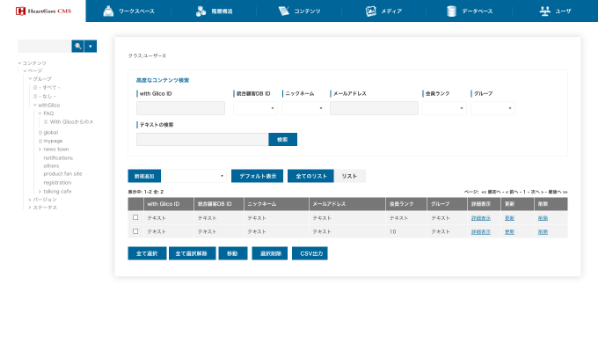 HeartCore CMS
ワークスペース
階層構造
コンテンツ
メディア
データベース
ユーザ
コンテンツ
ページ
グループ
- すべて -
- なし -
withGlico
FAQ
With Glicoからのメ
global
mypage
news town
notifications
others
product fan site
registration
talking cafe
バージョン
ステータス
クラス:ユーザー8
高度なコンテンツ検索
with Glico ID
統合顧客DB ID
ニックネーム
メールアドレス
会員ランク
グループ
テキストの検索
検索
新規追加
デフォルト表示
全てのリスト
リスト
表示中: 1-2 全: 2
ページ: << 最初へ - < 前へ - 1 - 次へ > - 最後へ >>
with Glico ID 統合顧客DB ID ニックネーム メールアドレス 会員ランク グループ 詳細表示 更新 削除
テキスト テキスト テキスト テキスト テキスト テキスト 詳細表示 更新 削除
テキスト テキスト テキスト テキスト 10 テキスト 詳細表示 更新 削除
全て選択
全て選択解除
移動
選択削除
CSV出力